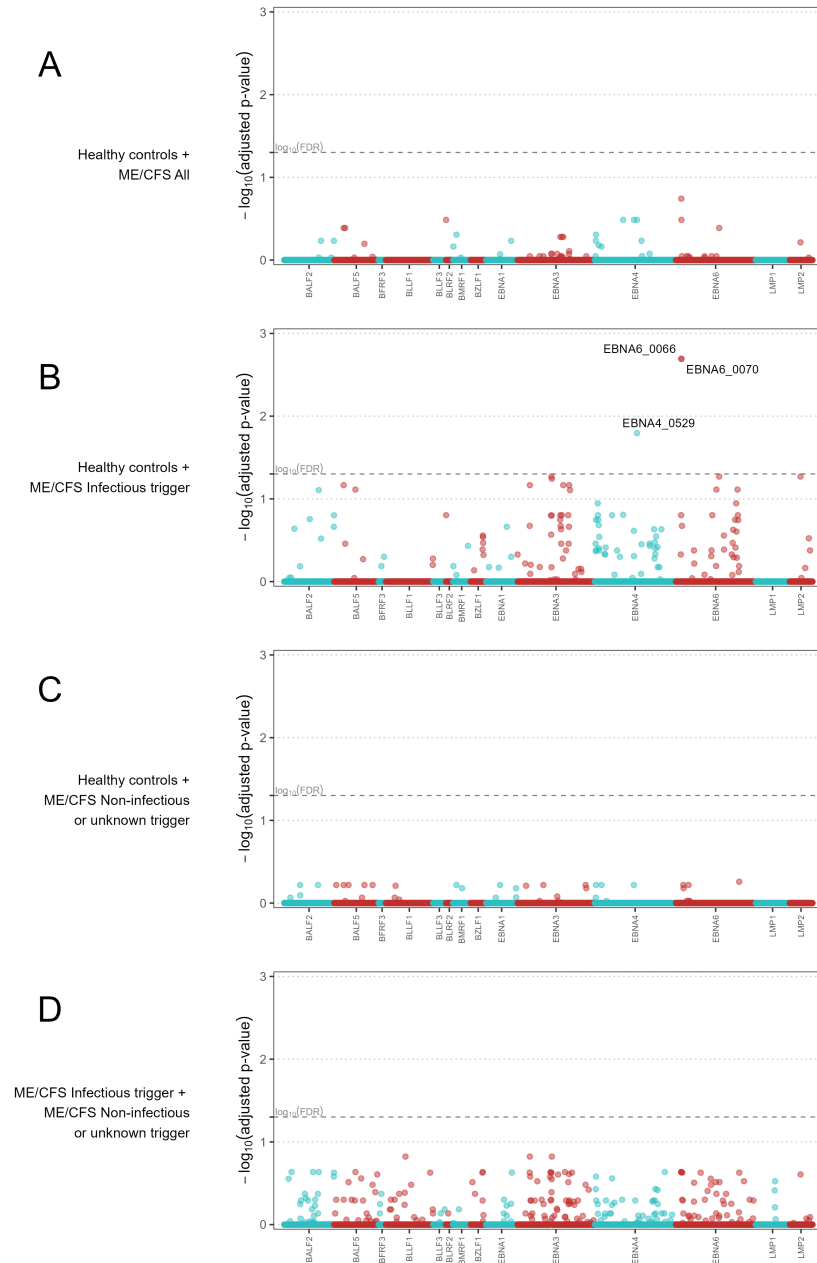 A
Healthy controls +
ME/CFS All
− log10(adjusted p-value)
3
2
1
0
log10(FDR)
BALF2
BALF5
BFRF3
BLLF1
BLLF3
BLRF2
BMRF1
BZLF1
EBNA1
EBNA3
EBNA4
EBNA6
LMP1
LMP2
B
Healthy controls +
ME/CFS Infectious trigger
− log10(adjusted p-value)
3
2
1
0
log10(FDR)
EBNA6_0066
EBNA6_0070
EBNA4_0529
BALF2
BALF5
BFRF3
BLLF1
BLLF3
BLRF2
BMRF1
BZLF1
EBNA1
EBNA3
EBNA4
EBNA6
LMP1
LMP2
C
Healthy controls +
ME/CFS Non-infectious
or unknown trigger
− log10(adjusted p-value)
3
2
1
0
log10(FDR)
BALF2
BALF5
BFRF3
BLLF1
BLLF3
BLRF2
BMRF1
BZLF1
EBNA1
EBNA3
EBNA4
EBNA6
LMP1
LMP2
D
ME/CFS Infectious trigger +
ME/CFS Non-infectious
or unknown trigger
− log10(adjusted p-value)
3
2
1
0
log10(FDR)
BALF2
BALF5
BFRF3
BLLF1
BLLF3
BLRF2
BMRF1
BZLF1
EBNA1
EBNA3
EBNA4
EBNA6
LMP1
LMP2